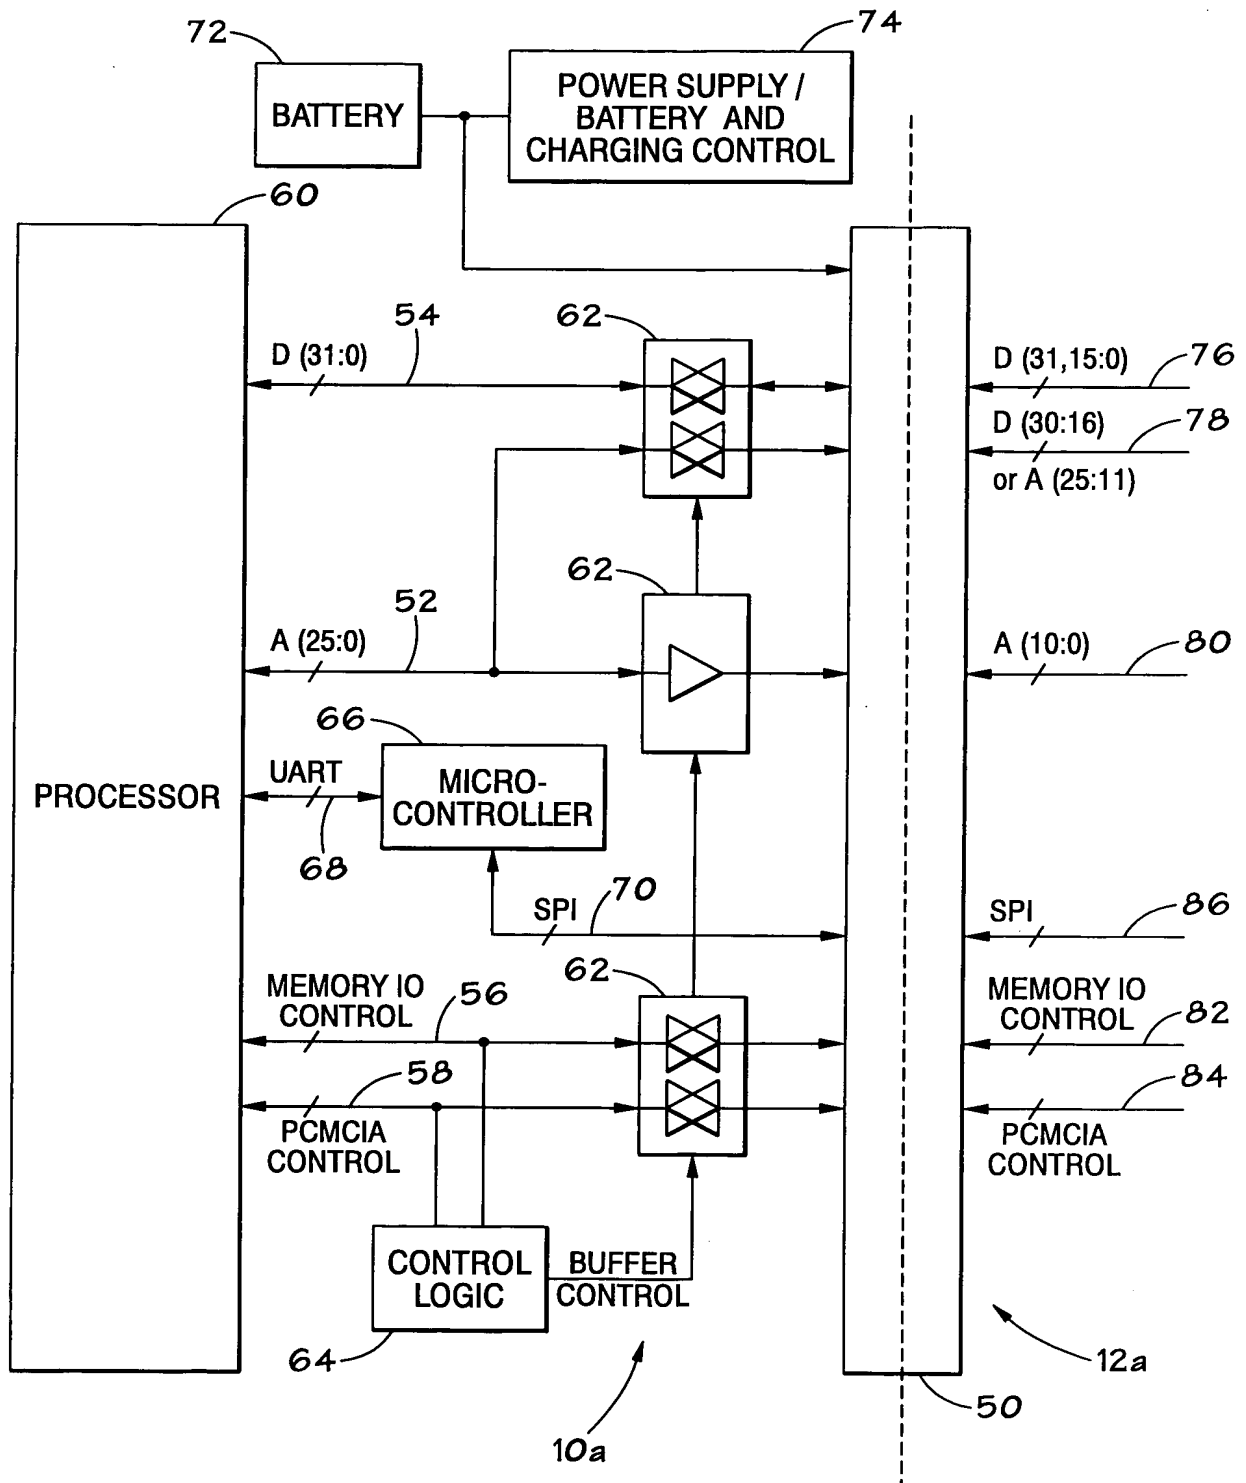 72
74
BATTERY
POWER SUPPLY /
BATTERY AND
CHARGING CONTROL
60
54
62
D (31:0)
D (31,15:0)
76
D (30:16)
78
or A (25:11)
62
52
A (25:0)
A (10:0)
80
66
PROCESSOR
UART
MICRO-
CONTROLLER
68
SPI
70
SPI
86
62
MEMORY IO
CONTROL
56
MEMORY IO
CONTROL
82
58
84
PCMCIA
CONTROL
PCMCIA
CONTROL
CONTROL
LOGIC
BUFFER
CONTROL
64
12a
50
10a